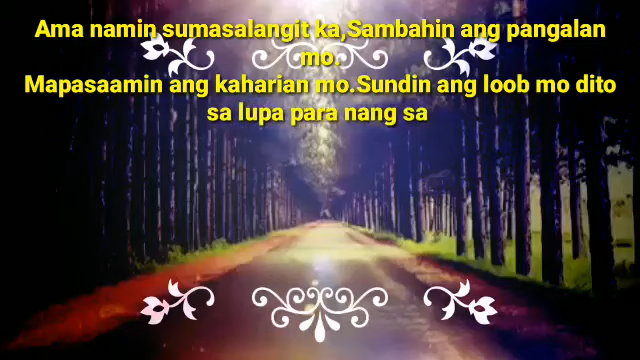 Ama namin sumasalangit ka,Sambahin ang pangalan
mo.
Mapasaamin ang kaharian mo.Sundin ang loob mo dito
sa lupa para nang sa